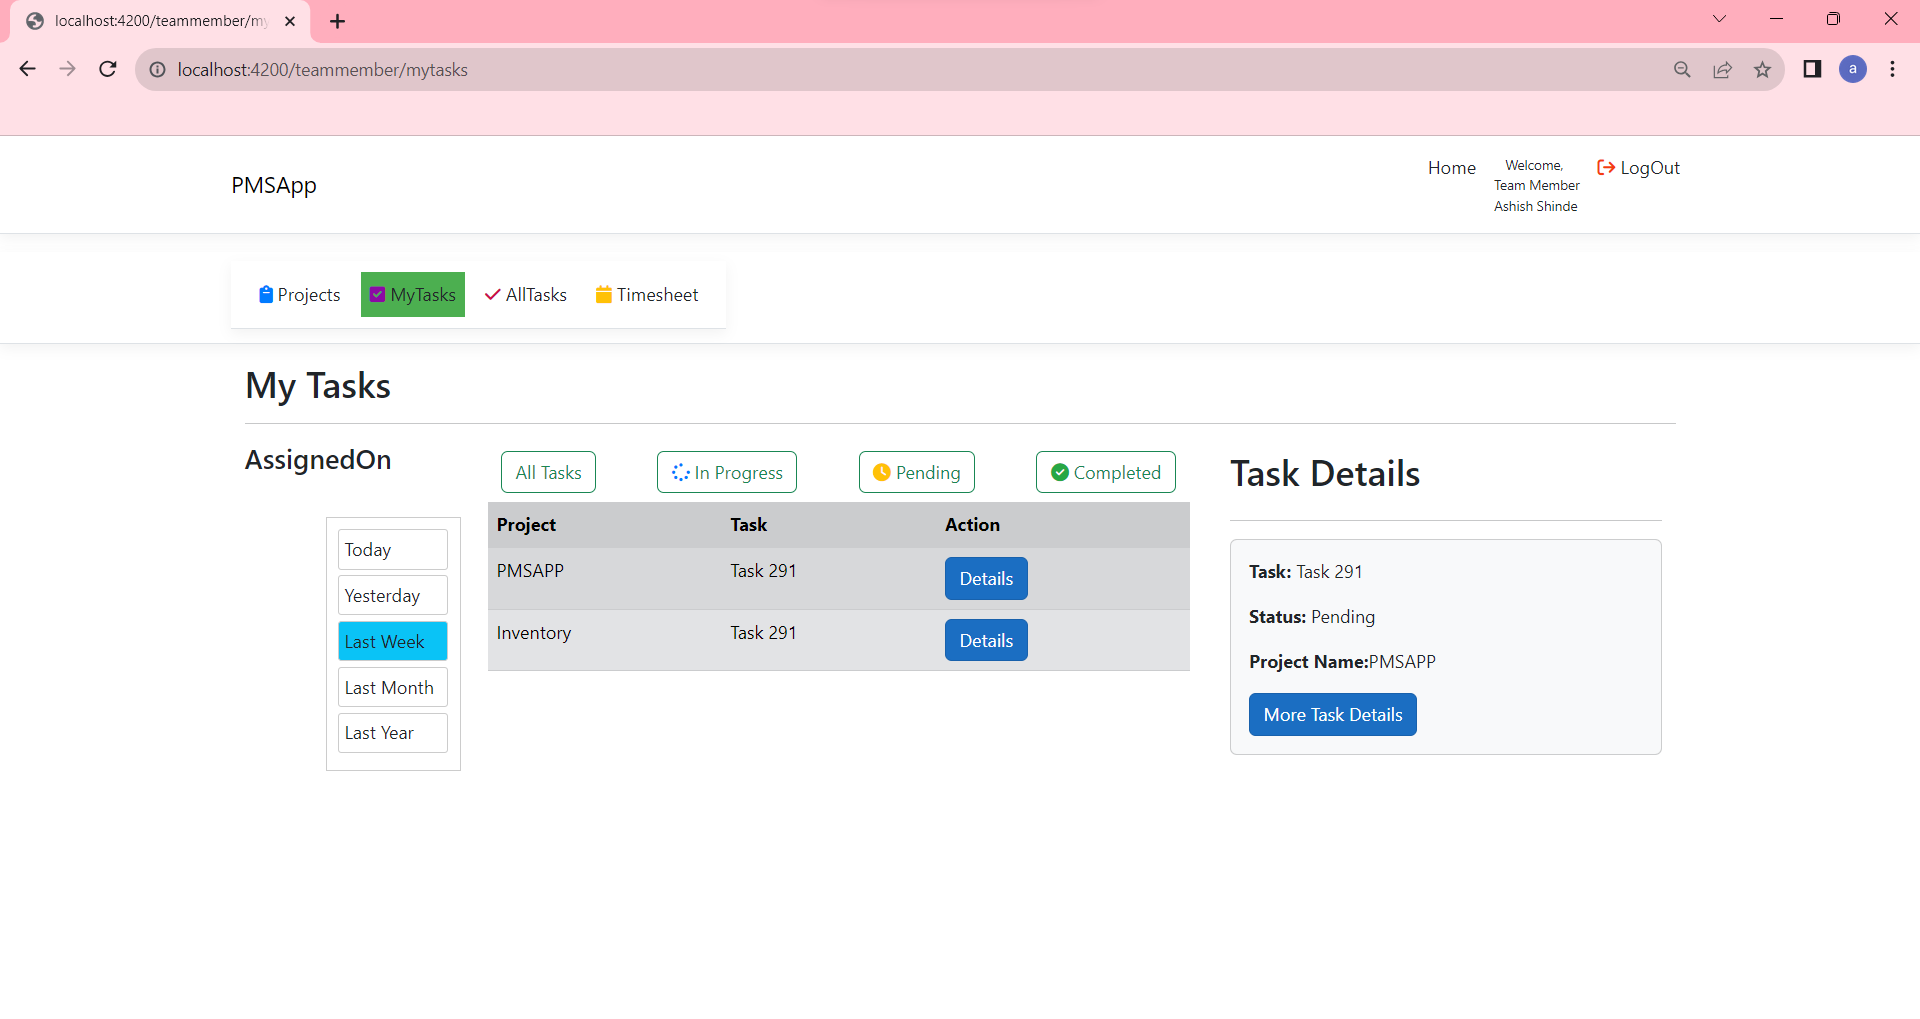 localhost:4200/teammember/my
localhost:4200/teammember/mytasks
a
PMSApp
Home
Welcome,
Team Member
Ashish Shinde
LogOut
Projects
MyTasks
AllTasks
Timesheet
My Tasks
AssignedOn
Today
Yesterday
Last Week
Last Month
Last Year
All Tasks
In Progress
Pending
Completed
Project Task Action
PMSAPP Task 291 Details
Inventory Task 291 Details
Task Details
Task: Task 291
Status: Pending
Project Name:PMSAPP
More Task Details